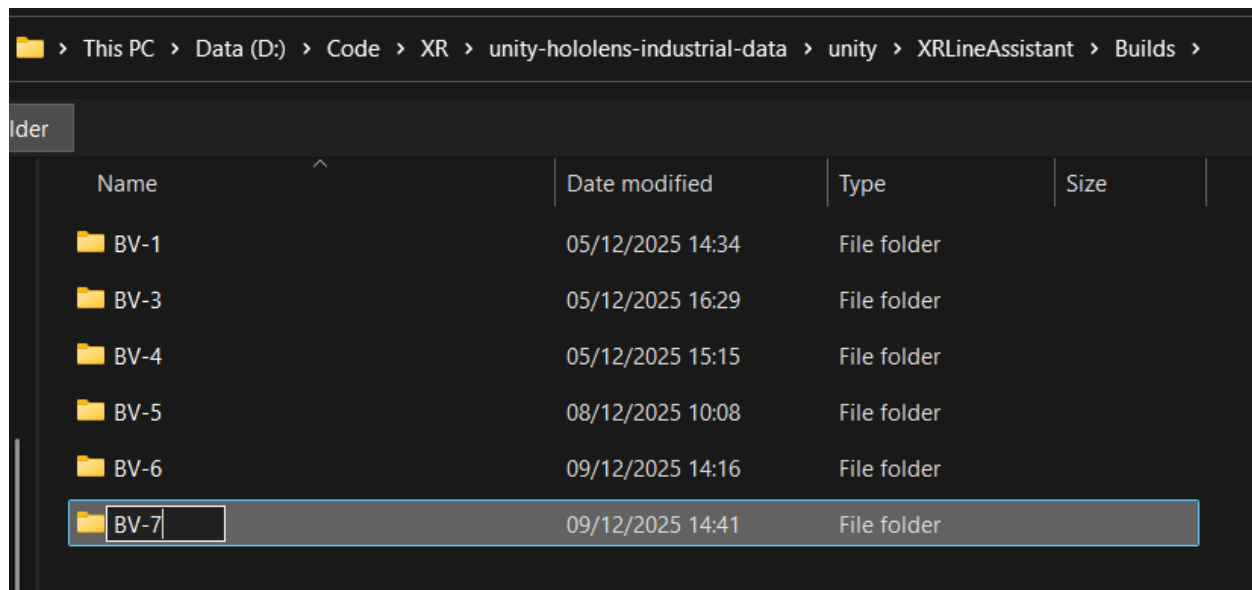 > This PC > Data (D:) > Code > XR > unity-hololens-industrial-data > unity > XRLineAssistant > Builds >
lder
Name Date modified Type Size
BV-1 05/12/2025 14:34 File folder
BV-3 05/12/2025 16:29 File folder
BV-4 05/12/2025 15:15 File folder
BV-5 08/12/2025 10:08 File folder
BV-6 09/12/2025 14:16 File folder
BV-7 09/12/2025 14:41 File folder